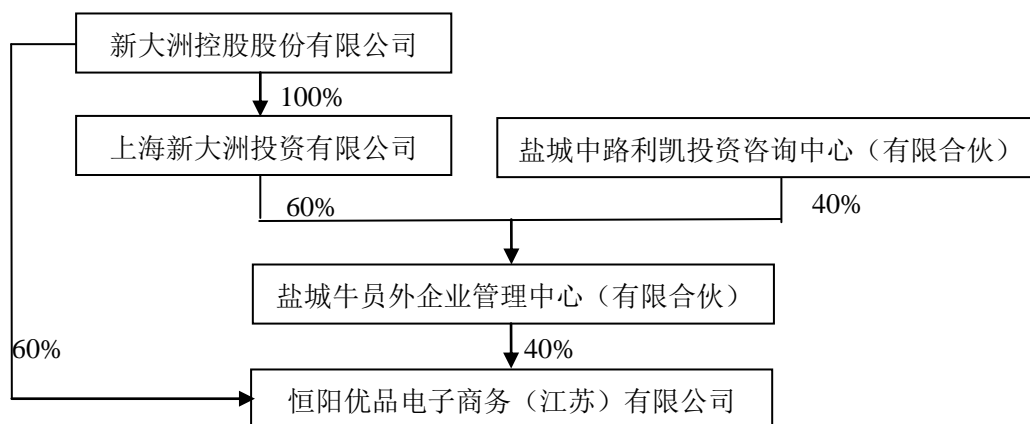 新大洲控股股份有限公司
100%
上海新大洲投资有限公司
盐城中路利凯投资咨询中心（有限合伙）
60%
40%
盐城牛员外企业管理中心（有限合伙）
60%
40%
恒阳优品电子商务（江苏）有限公司